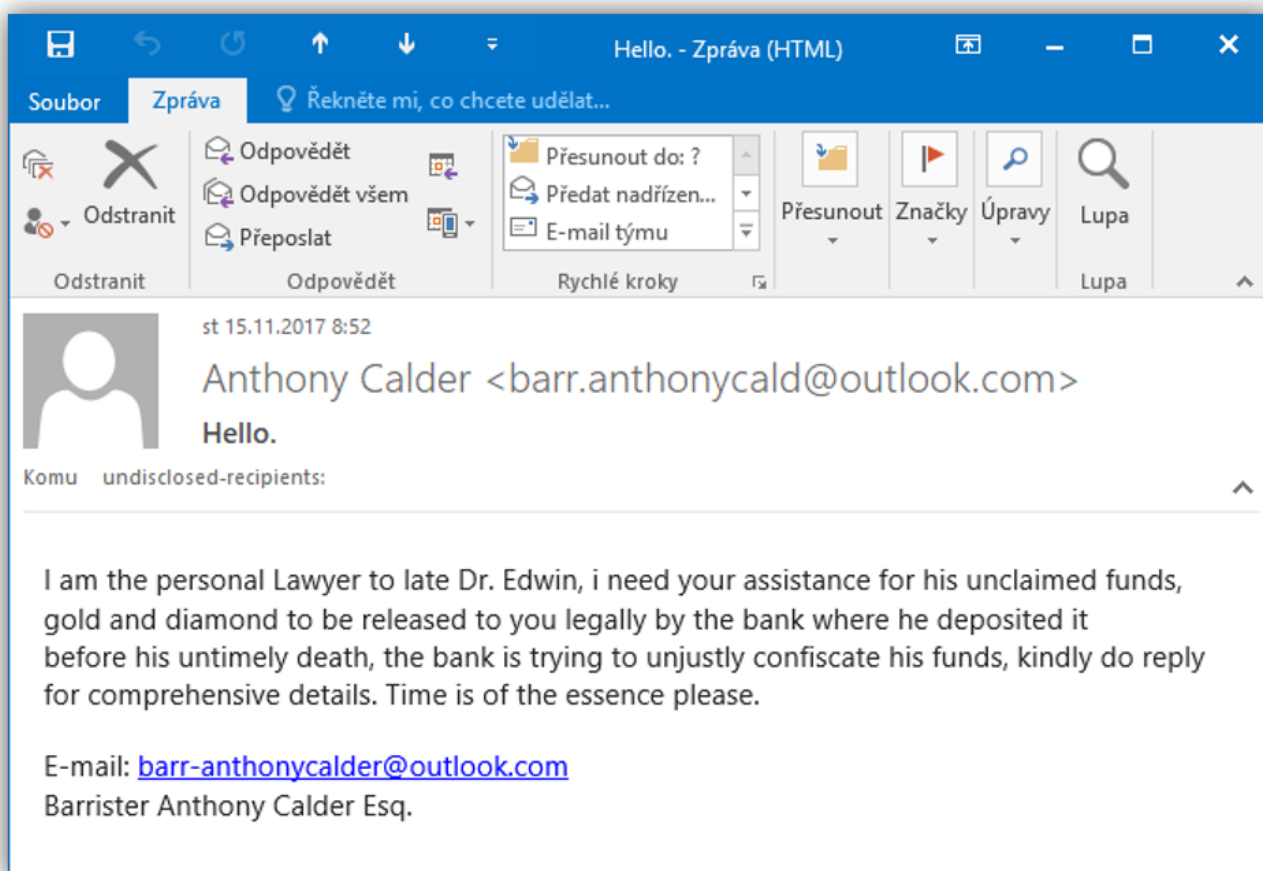 Hello. - Zpráva (HTML)
Soubor Zpráva Řekněte mi, co chcete udělat...
Odstranit
Odpovědět
Odpovědět všem
Přeposlat
Přesunout do: ?
Předat nadřízen...
E-mail týmu
Přesunout Značky Úpravy Lupa
Odstranit Odpovědět Rychlé kroky Lupa
st 15.11.2017 8:52
Anthony Calder <barr.anthonycald@outlook.com>
Hello.
Komu undisclosed-recipients:
I am the personal Lawyer to late Dr. Edwin, i need your assistance for his unclaimed funds,
gold and diamond to be released to you legally by the bank where he deposited it
before his untimely death, the bank is trying to unjustly confiscate his funds, kindly do reply
for comprehensive details. Time is of the essence please.
E-mail: barr-anthonycalder@outlook.com
Barrister Anthony Calder Esq.